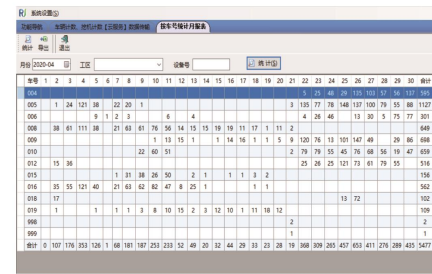 系统设置(S)
功能导航 车辆计数、挖机计数【云服务】数据传输 按车号统计月报表
统计 导出 退出
月份 2020-04 工区 设备号 统计(S)
车号 1 2 3 4 5 6 7 8 9 10 11 12 13 14 15 16 17 18 19 20 21 22 23 24 25 26 27 28 29 30 合计
004 5 25 48 29 135 103 57 56 137 595
005 1 24 121 38 22 20 1 3 135 77 78 148 137 100 79 55 88 1127
006 9 1 2 3 6 4 4 26 46 13 30 5 75 77 301
008 38 61 111 38 21 63 61 76 56 14 15 15 19 19 11 17 1 11 2 649
009 1 13 15 1 1 14 16 1 1 5 9 120 76 13 101 147 49 29 86 698
010 22 60 51 2 79 79 55 45 76 68 56 19 47 659
012 15 36 25 26 25 121 73 61 79 55 516
015 1 31 38 26 50 2 1 1 1 3 2 156
016 35 55 121 40 21 63 62 82 47 8 25 1 1 1 562
018 17 13 72 102
019 1 1 1 1 3 8 10 15 2 3 12 10 1 11 18 12 109
998 2 2
999 1 1
合计 0 107 176 353 126 1 68 181 187 253 233 52 49 20 32 44 29 33 23 28 19 368 309 265 457 653 411 276 289 435 5477